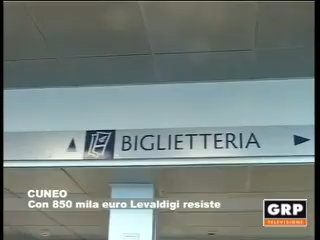 BIGLIETTERIA
CUNEO
Con 850 mila euro Levaldigi resiste
GRP
TELEVISIONE